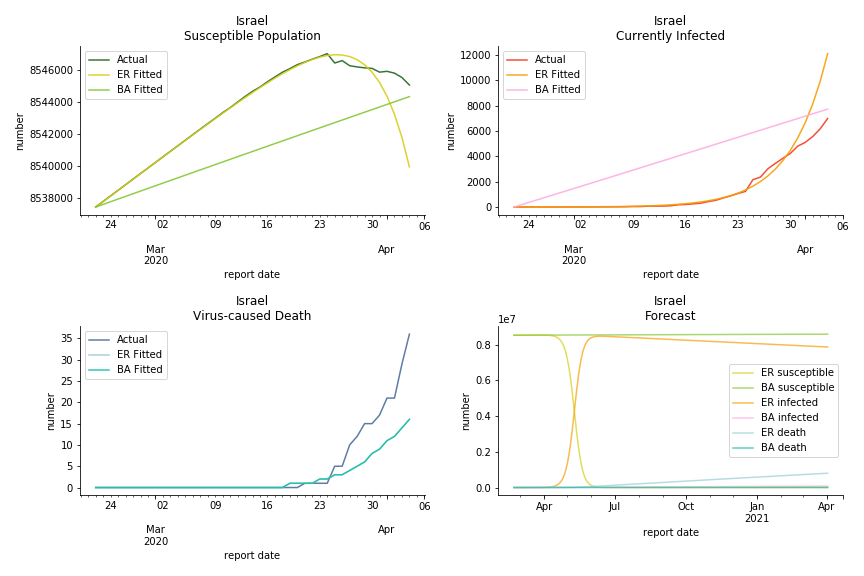 Israel
Susceptible Population
8546000
8544000
8542000
8540000
8538000
number
Actual
ER Fitted
BA Fitted
24 02 09 16 23 30 06
Mar Apr
2020
report date
Israel
Currently Infected
12000
10000
8000
6000
4000
2000
0
number
Actual
ER Fitted
BA Fitted
24 02 09 16 23 30 06
Mar Apr
2020
report date
Israel
Virus-caused Death
35
30
25
20
15
10
5
0
number
Actual
ER Fitted
BA Fitted
24 02 09 16 23 30 06
Mar Apr
2020
report date
Israel
Forecast
1e7
0.8
0.6
0.4
0.2
0.0
number
ER susceptible
BA susceptible
ER infected
BA infected
ER death
BA death
Apr Jul Oct Jan Apr
2021
report date